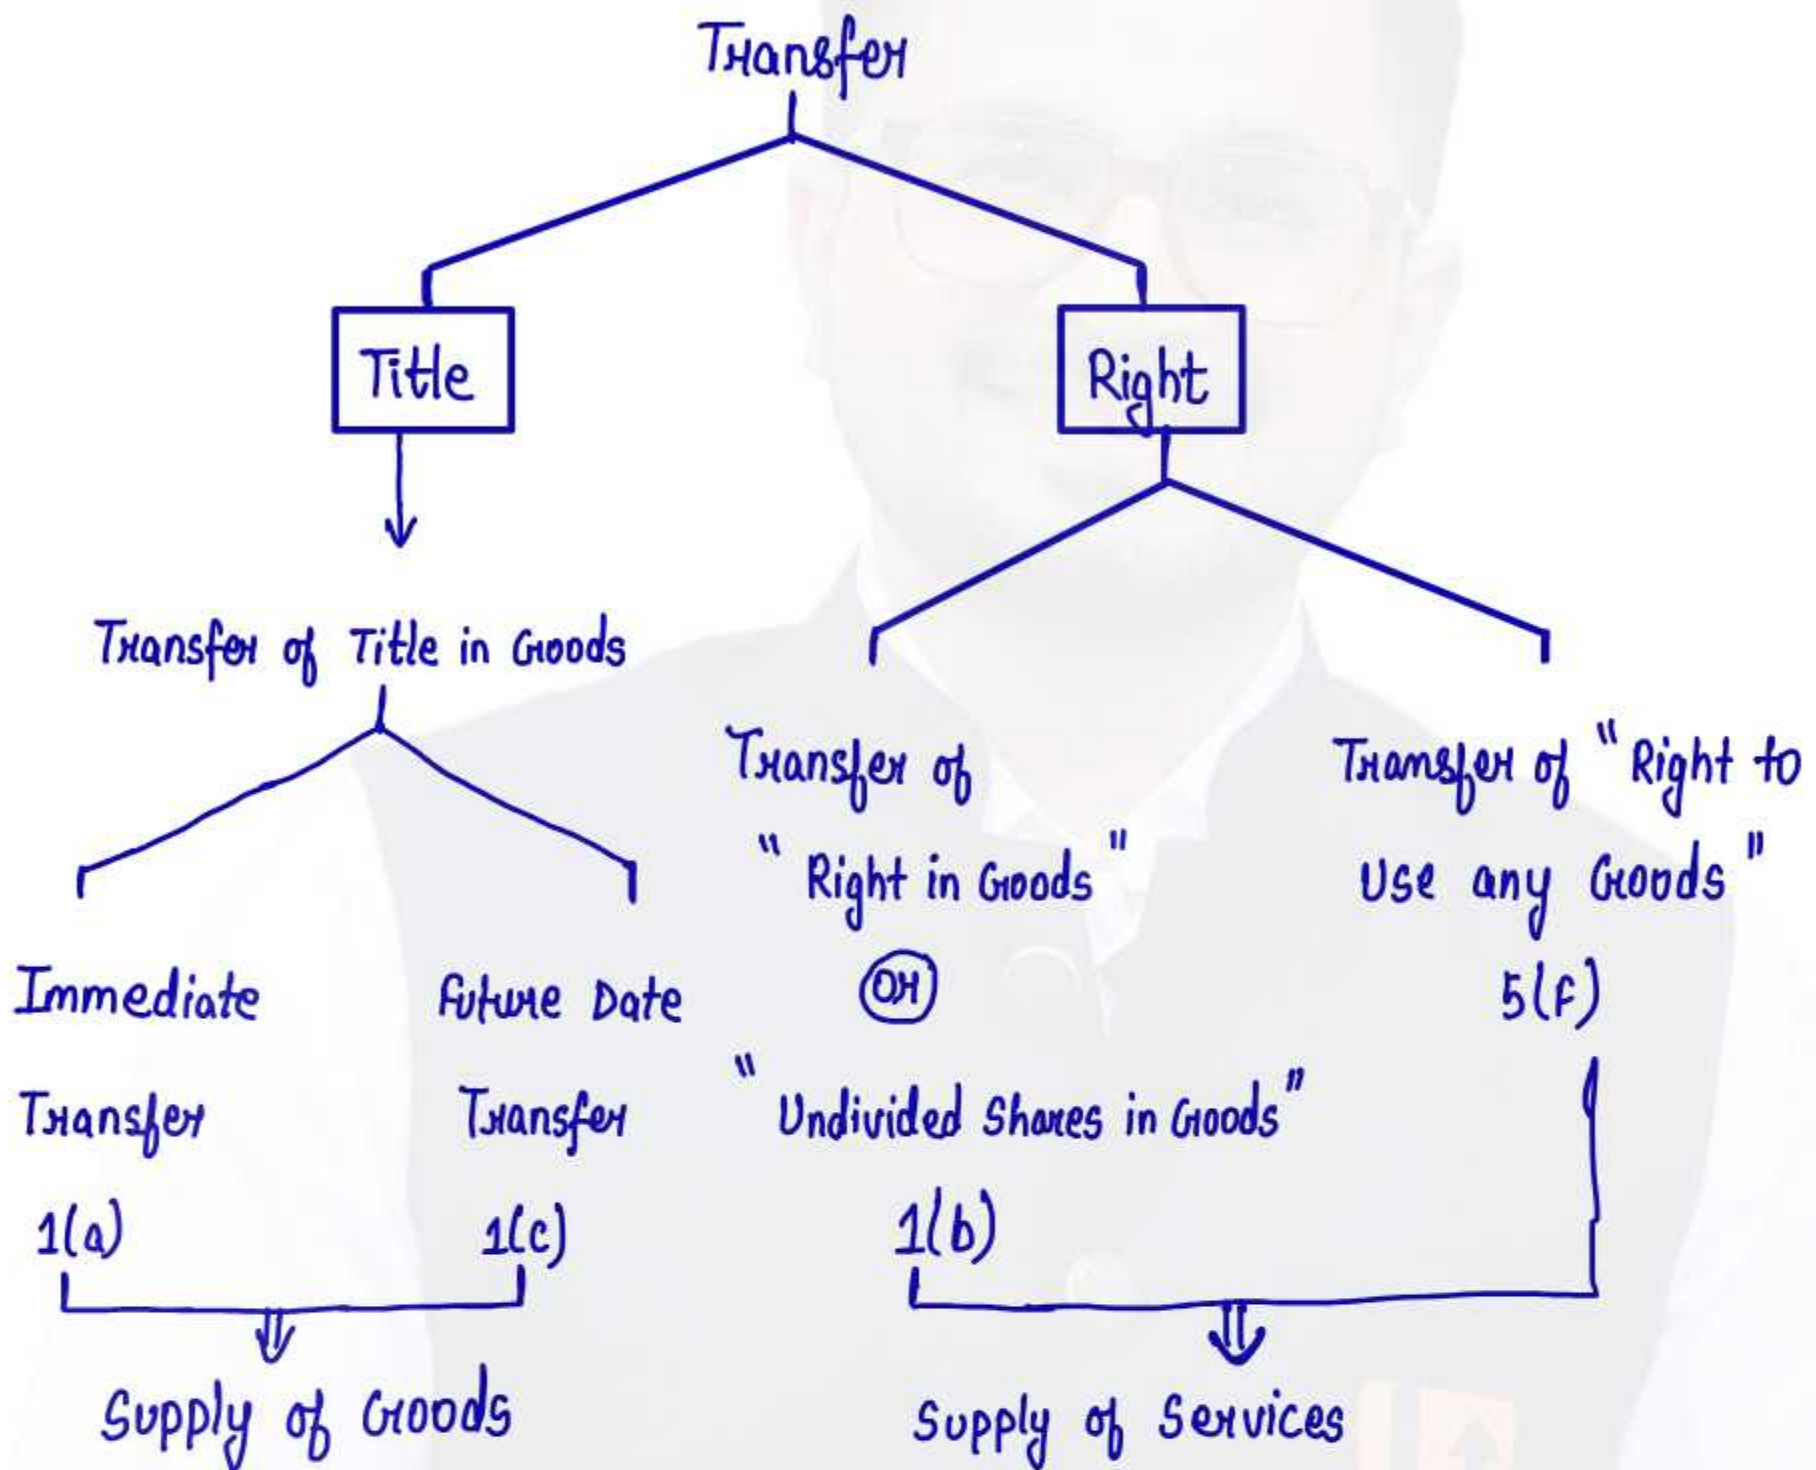 Transfer
Title
Right
Transfer of Title in Goods
Immediate
Transfer
1(a)
Future Date
Transfer
1(c)
Transfer of
"Right in Goods"
OR
"Undivided Shares in Goods"
1(b)
Transfer of "Right to
Use any Goods"
5(f)
Supply of Goods
Supply of Services